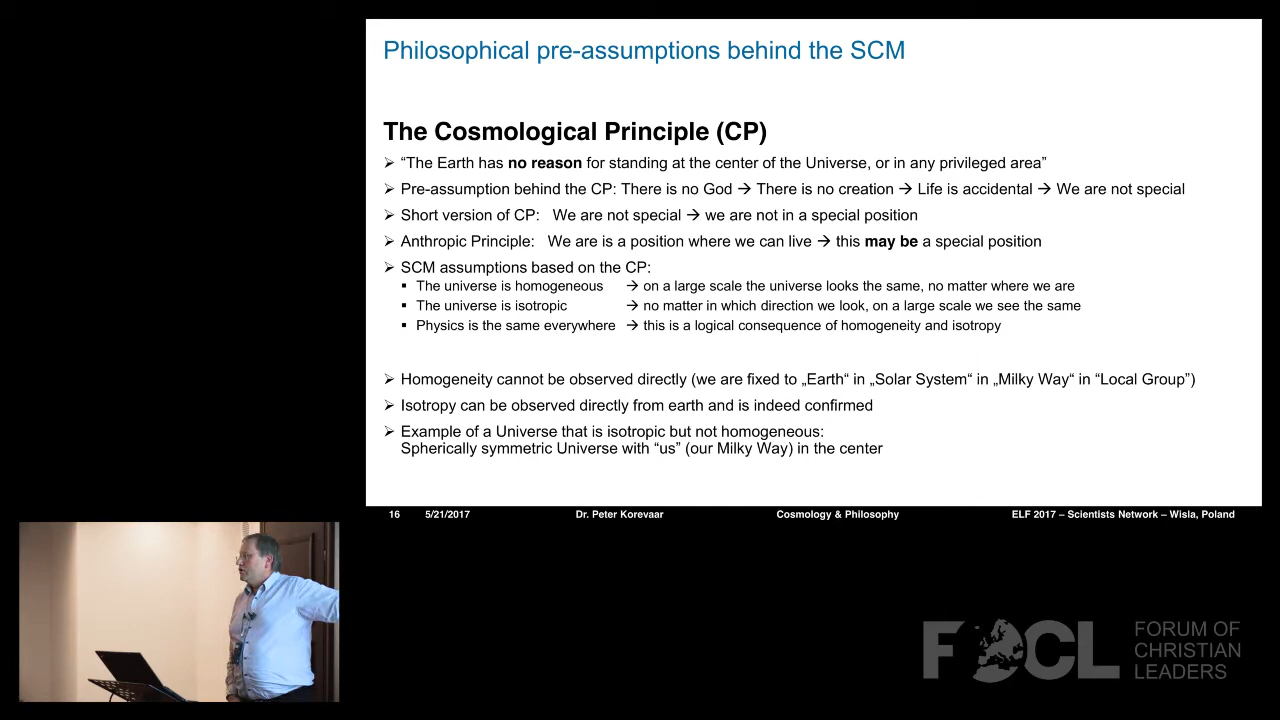 Philosophical pre-assumptions behind the SCM
The Cosmological Principle (CP)
➢ “The Earth has no reason for standing at the center of the Universe, or in any privileged area”
➢ Pre-assumption behind the CP: There is no God → There is no creation → Life is accidental → We are not special
➢ Short version of CP: We are not special → we are not in a special position
➢ Anthropic Principle: We are is a position where we can live → this may be a special position
➢ SCM assumptions based on the CP:
▪ The universe is homogeneous → on a large scale the universe looks the same, no matter where we are
▪ The universe is isotropic → no matter in which direction we look, on a large scale we see the same
▪ Physics is the same everywhere → this is a logical consequence of homogeneity and isotropy
➢ Homogeneity cannot be observed directly (we are fixed to „Earth“ in „Solar System“ in „Milky Way“ in “Local Group”)
➢ Isotropy can be observed directly from earth and is indeed confirmed
➢ Example of a Universe that is isotropic but not homogeneous:
Spherically symmetric Universe with “us” (our Milky Way) in the center
16 5/21/2017 Dr. Peter Korevaar Cosmology & Philosophy ELF 2017 – Scientists Network – Wisla, Poland
FOCL
FORUM OF
CHRISTIAN
LEADERS